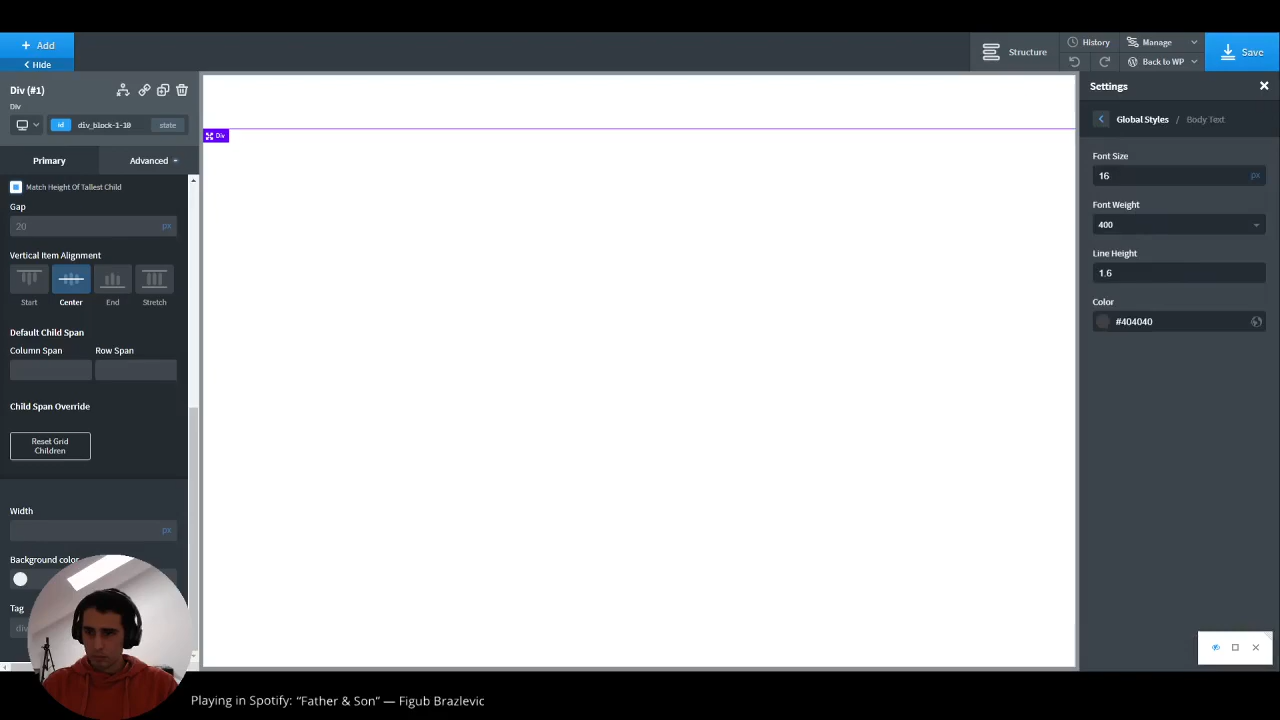 Add
Hide
Structure
History
Manage
Back to WP
Save
Div (#1)
Div
id
div_block-1-10
state
Primary
Advanced
Match Height Of Tallest Child
Gap
20
px
Vertical Item Alignment
Start
Center
End
Stretch
Default Child Span
Column Span
Row Span
Child Span Override
Reset Grid
Children
Width
px
Background color
Tag
div
Div
Settings
Global Styles / Body Text
Font Size
16
px
Font Weight
400
Line Height
1.6
Color
#404040
Playing in Spotify: “Father & Son” — Figub Brazlevic